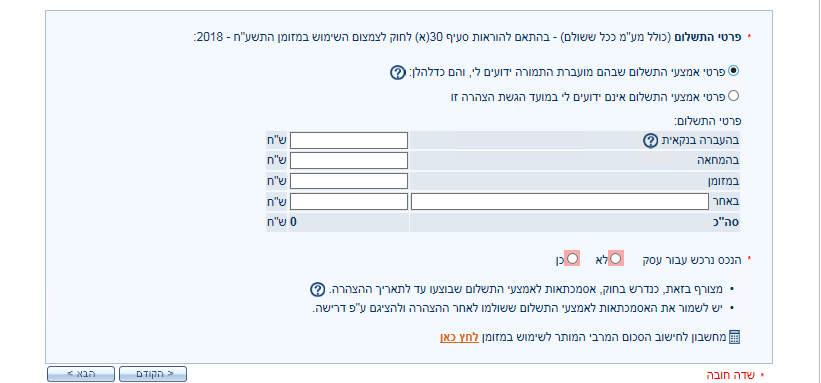 * פרטי התשלום (כולל מע"מ ככל ששולם) - בהתאם להוראות סעיף 30(א) לחוק לצמצום השימוש במזומן התשע"ח - 2018:
פרטי אמצעי התשלום שבהם מועברת התמורה ידועים לי, והם כדלהלן: ?
פרטי אמצעי התשלום אינם ידועים לי במועד הגשת הצהרה זו
פרטי התשלום:
בהעברה בנקאית ? ש"ח
בהמחאה ש"ח
במזומן ש"ח
באחר ש"ח
סה"כ 0 ש"ח
* הנכס נרכש עבור עסק לא כן
• מצורף בזאת, כנדרש בחוק, אסמכתאות לאמצעי התשלום שבוצעו עד לתאריך ההצהרה. ?
• יש לשמור את האסמכתאות לאמצעי התשלום ששולמו לאחר ההצהרה ולהציגם ע"פ דרישה.
מחשבון לחישוב הסכום המרבי המותר לשימוש במזומן לחץ כאן
* שדה חובה
< הקודם
הבא >